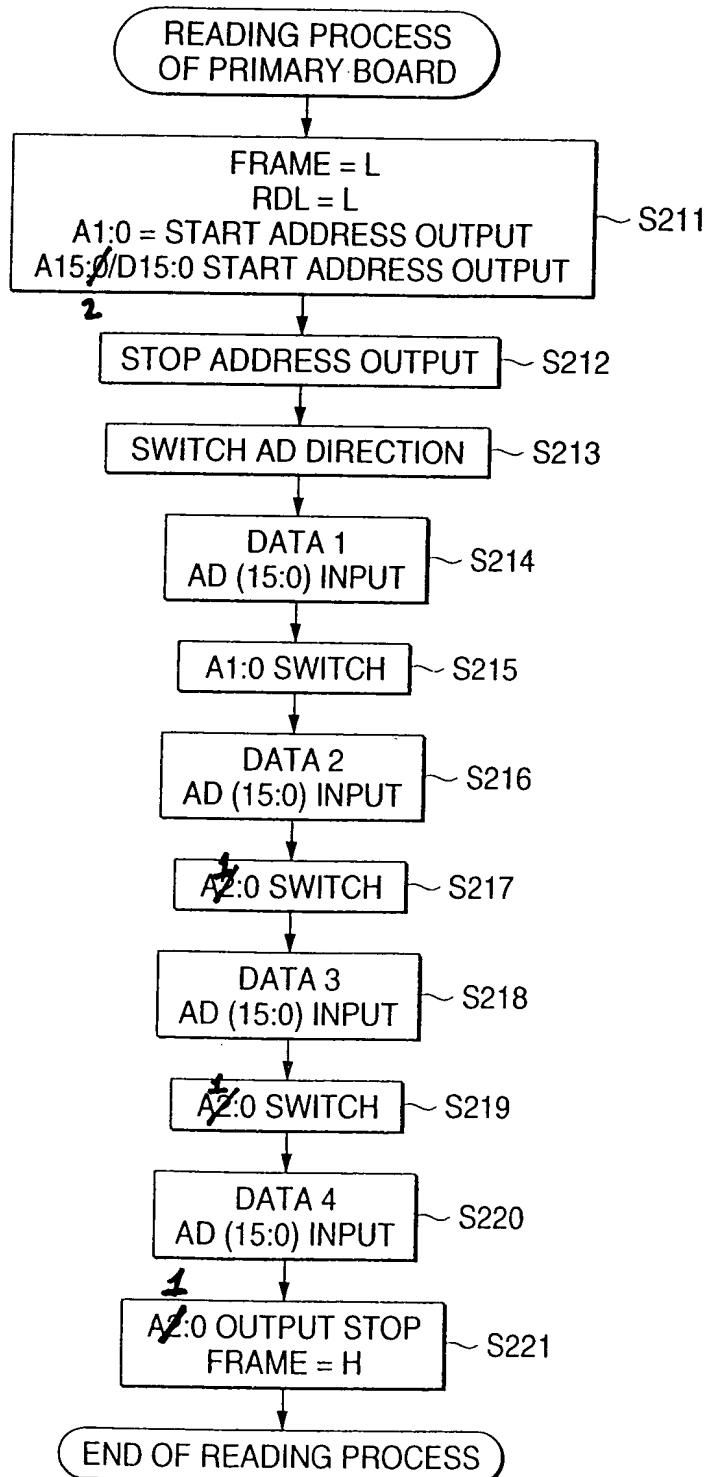 READING PROCESS
OF PRIMARY BOARD
FRAME = L
RDL = L
A1:0 = START ADDRESS OUTPUT
A15:0/D15:0 START ADDRESS OUTPUT
2
S211
STOP ADDRESS OUTPUT
S212
SWITCH AD DIRECTION
S213
DATA 1
AD (15:0) INPUT
S214
A1:0 SWITCH
S215
DATA 2
AD (15:0) INPUT
S216
1
A2:0 SWITCH
S217
DATA 3
AD (15:0) INPUT
S218
1
A2:0 SWITCH
S219
DATA 4
AD (15:0) INPUT
S220
1
A2:0 OUTPUT STOP
FRAME = H
S221
END OF READING PROCESS